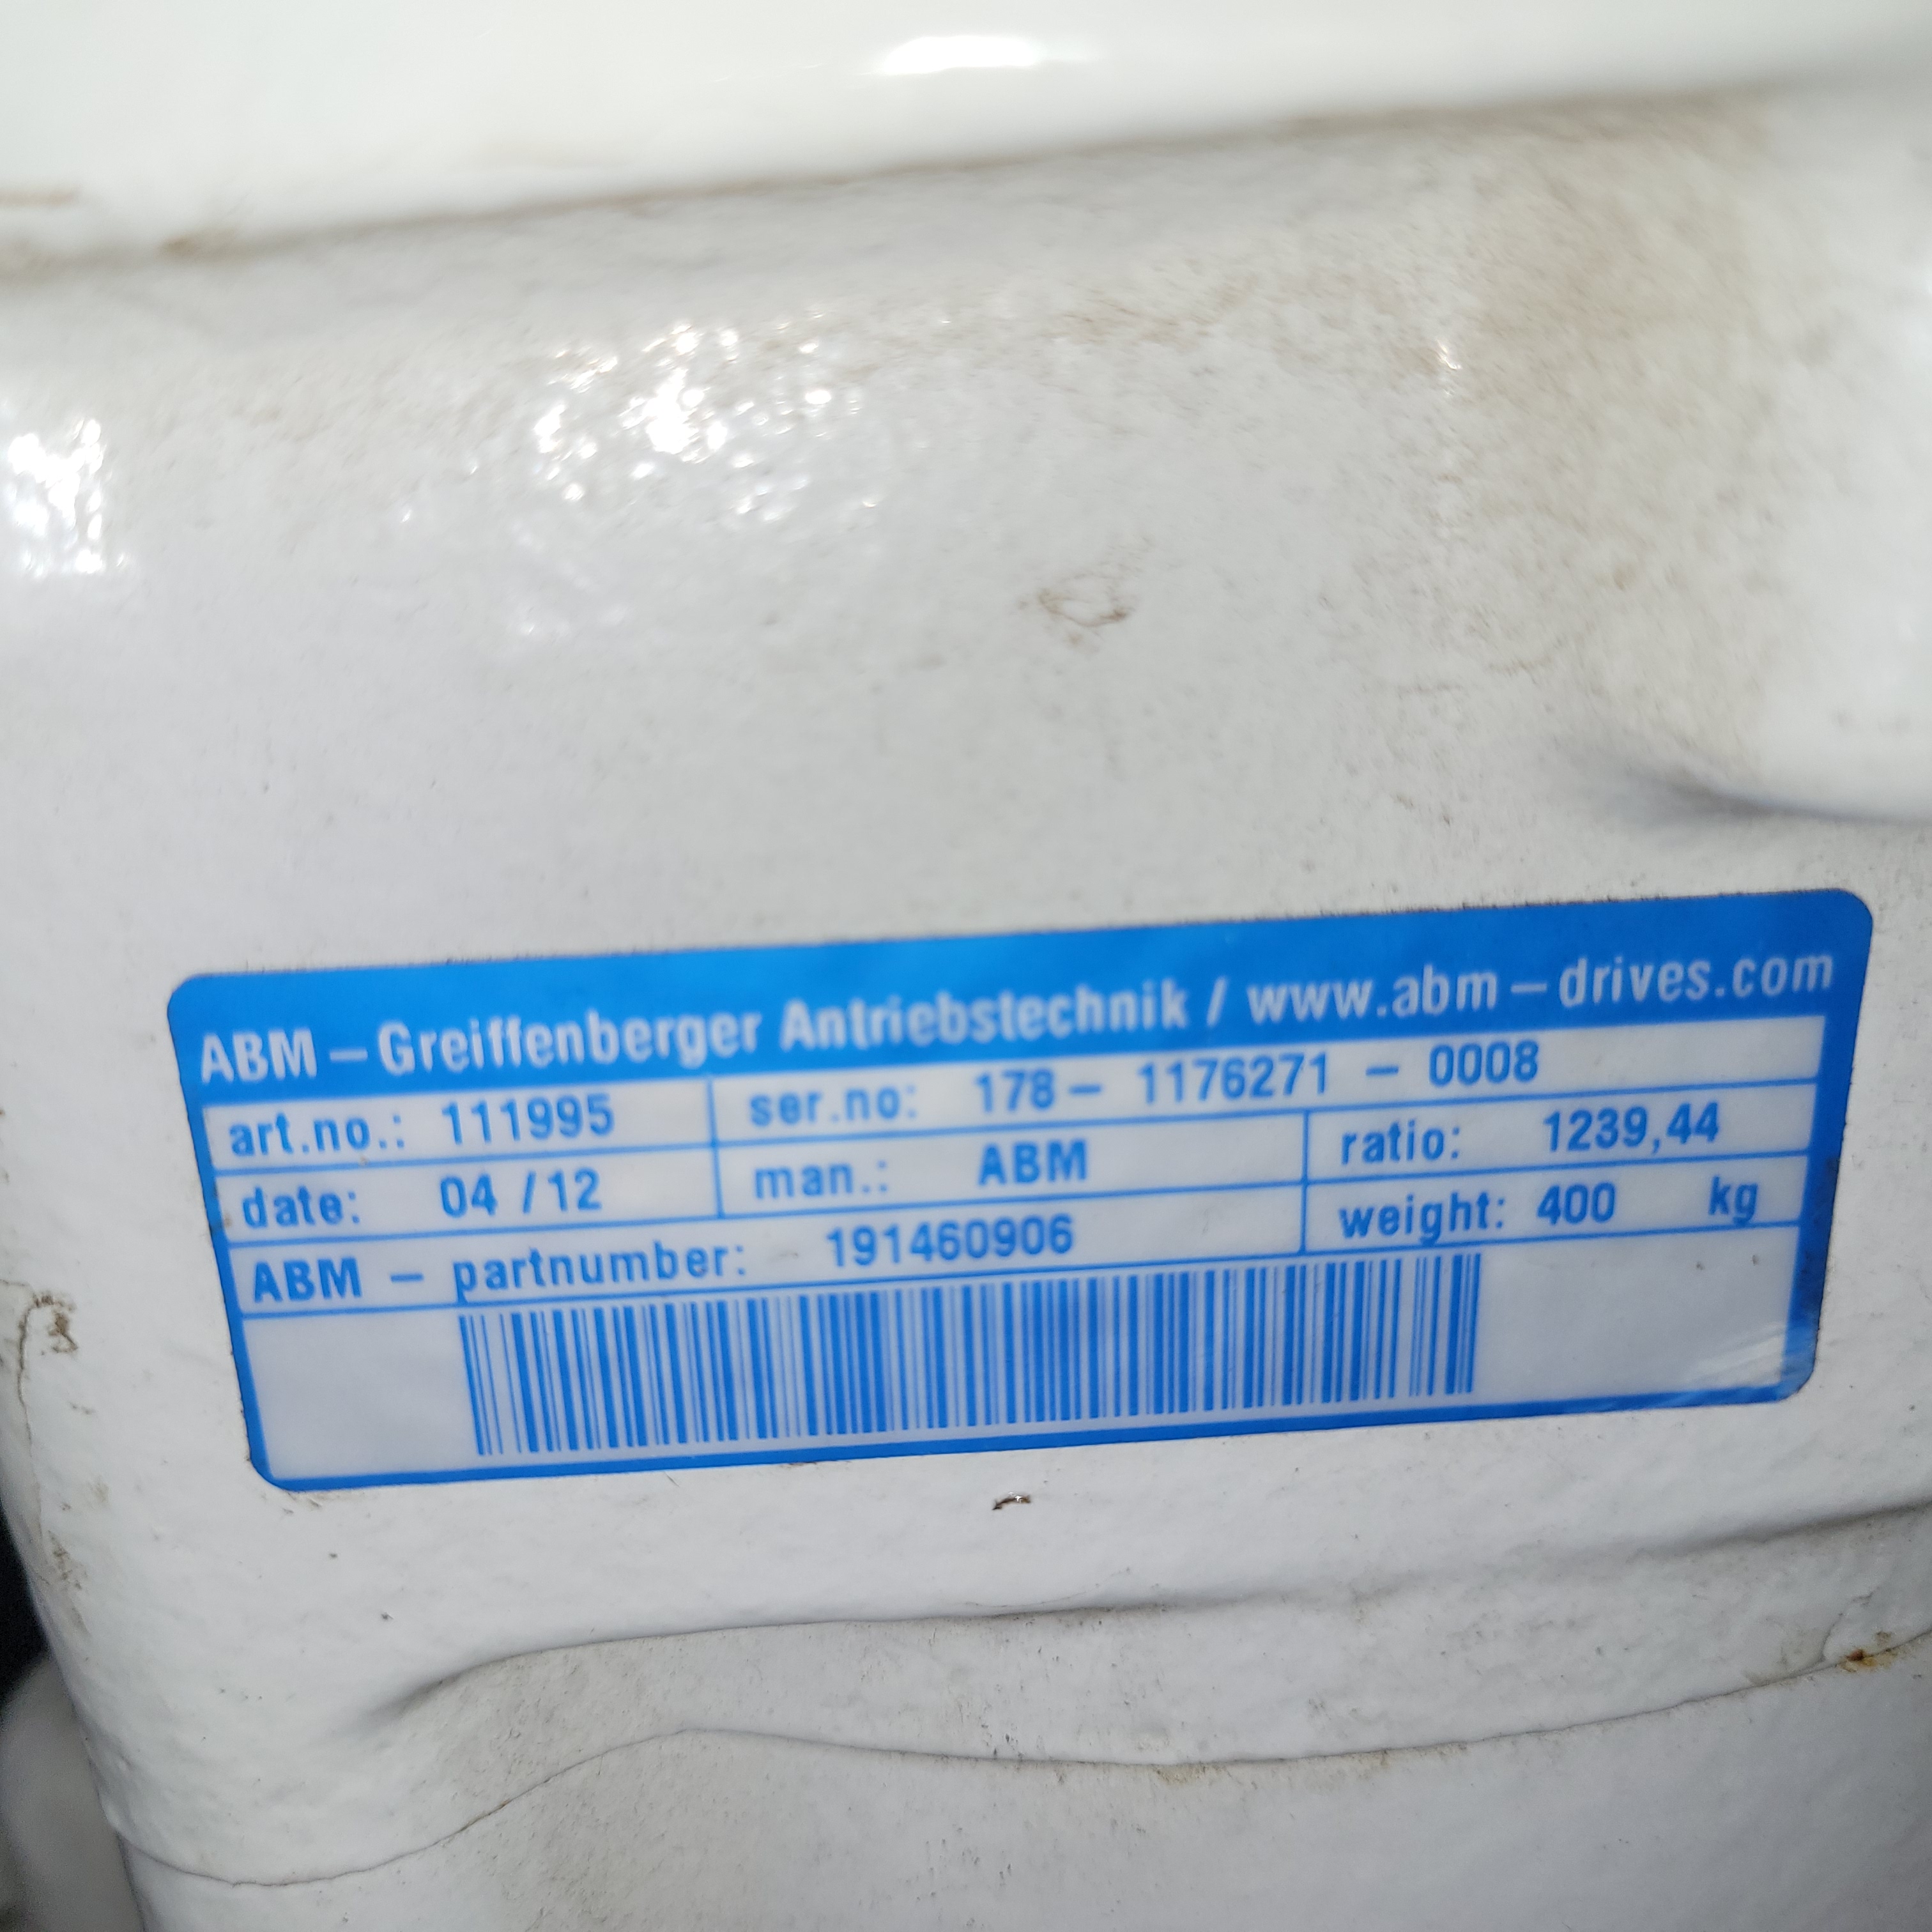 ABM – Greiffenberger Antriebstechnik / www.abm – drives.com
art.no.: 111995 ser.no: 178 – 1176271 – 0008
date: 04 / 12 man.: ABM ratio: 1239,44
ABM – partnumber: 191460906 weight: 400 kg